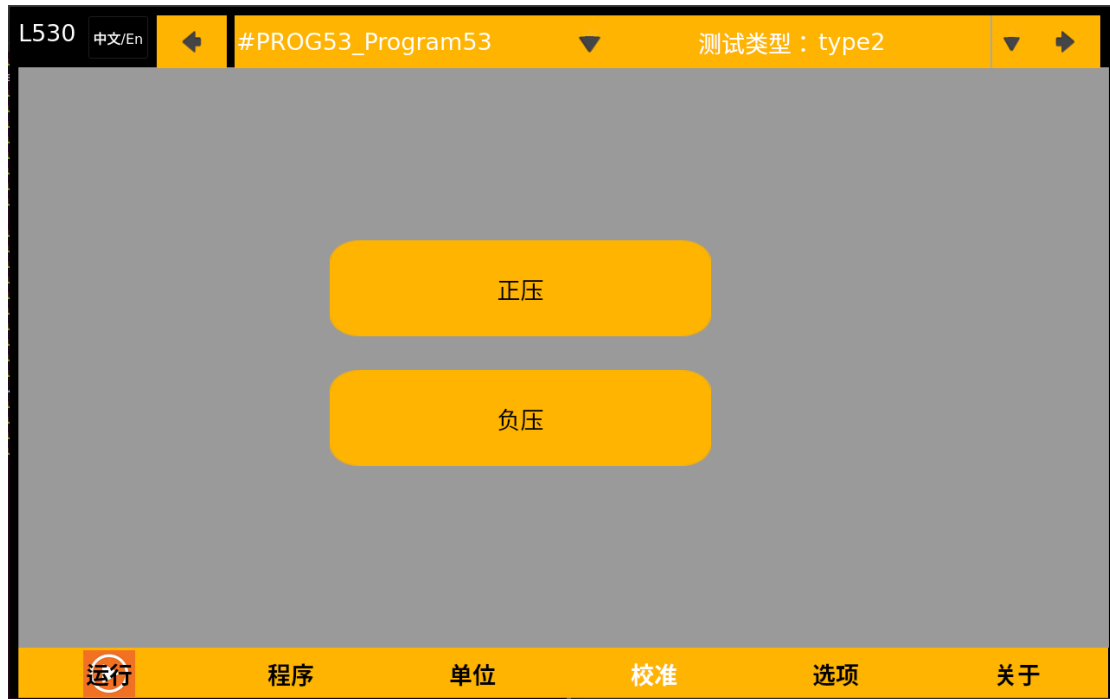 L530 中文/En #PROG53_Program53 测试类型：type2
正压
负压
运行 程序 单位 校准 选项 关于